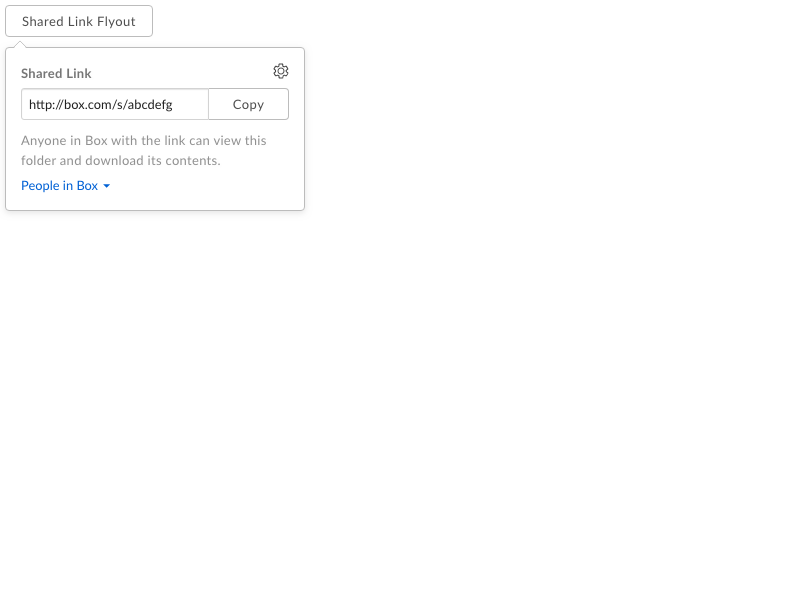 Shared Link Flyout
Shared Link
http://box.com/s/abcdefg
Copy
Anyone in Box with the link can view this
folder and download its contents.
People in Box